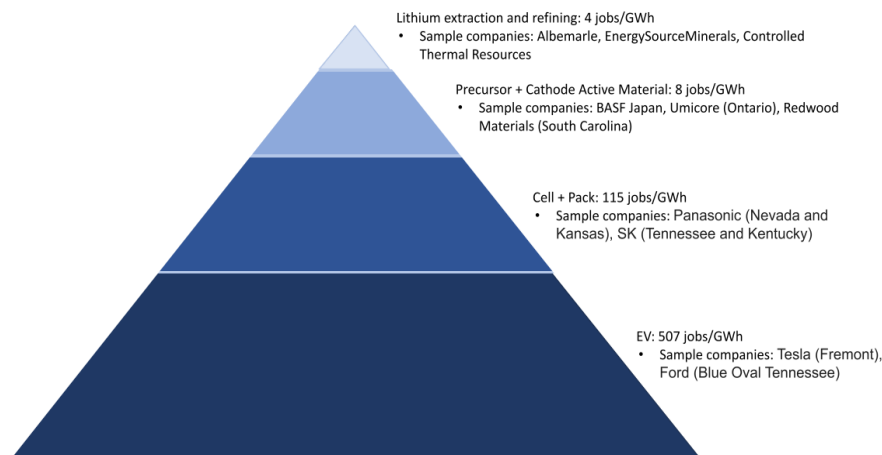 Lithium extraction and refining: 4 jobs/GWh
• Sample companies: Albemarle, EnergySourceMinerals, Controlled
Thermal Resources
Precursor + Cathode Active Material: 8 jobs/GWh
• Sample companies: BASF Japan, Umicore (Ontario), Redwood
Materials (South Carolina)
Cell + Pack: 115 jobs/GWh
• Sample companies: Panasonic (Nevada and
Kansas), SK (Tennessee and Kentucky)
EV: 507 jobs/GWh
• Sample companies: Tesla (Fremont),
Ford (Blue Oval Tennessee)